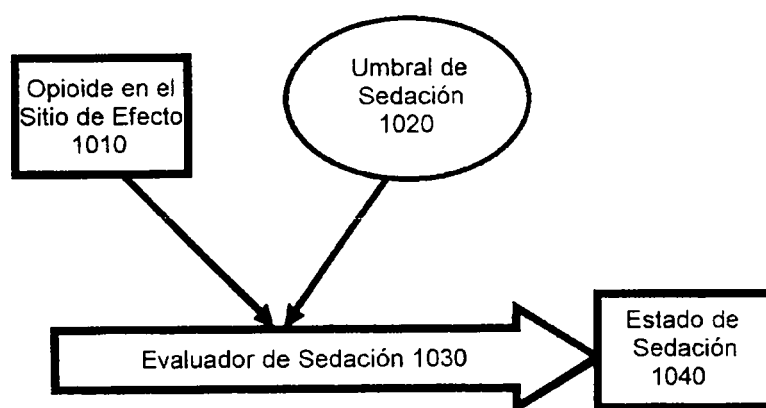 Opioide en el
Sitio de Efecto
1010
Umbral de
Sedación
1020
Evaluador de Sedación 1030
Estado de
Sedación
1040